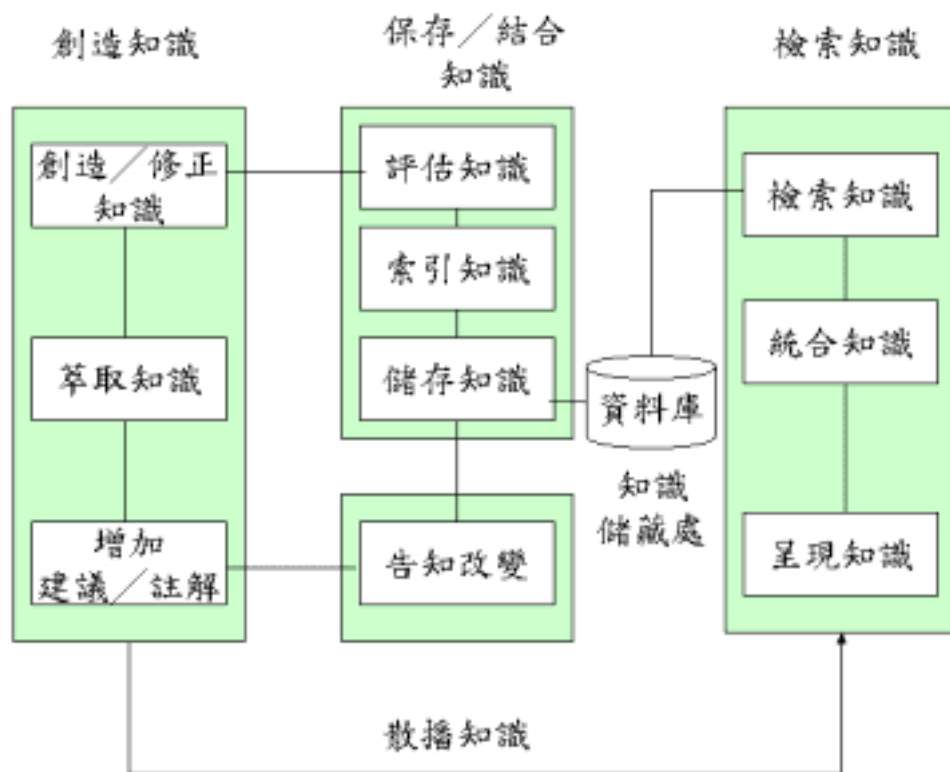 創造知識
保存／結合
知識
檢索知識
創造／修正
知識
萃取知識
增加
建議／註解
評估知識
索引知識
儲存知識
告知改變
資料庫
知識
儲藏處
檢索知識
統合知識
呈現知識
散播知識